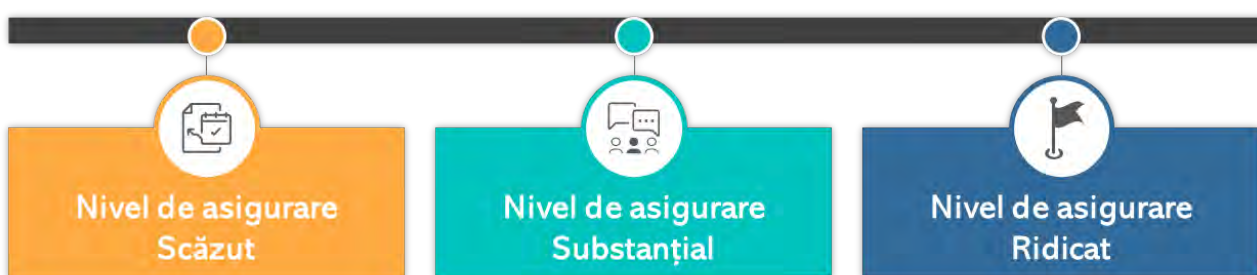 Nivel de asigurare
Scăzut
Nivel de asigurare
Substanțial
Nivel de asigurare
Ridicat